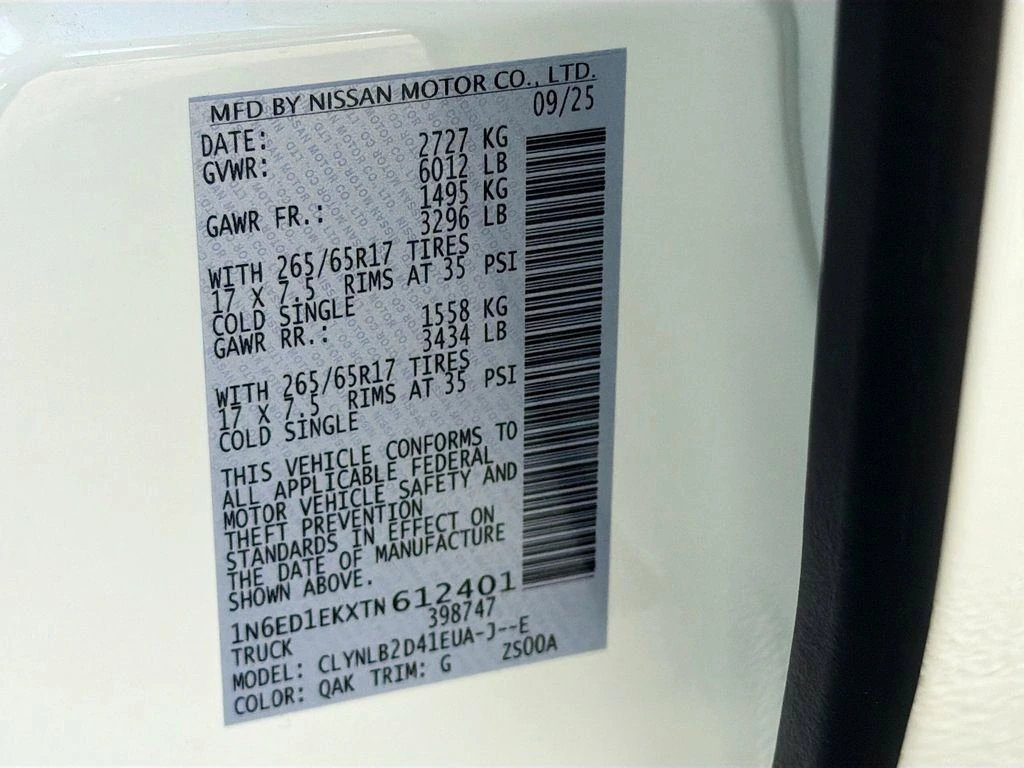 MFD BY NISSAN MOTOR CO., LTD.
DATE: 09/25
GVWR: 2727 KG
6012 LB
GAWR FR.: 1495 KG
3296 LB
WITH 265/65R17 TIRES
17 X 7.5 RIMS AT 35 PSI
COLD SINGLE
GAWR RR.: 1558 KG
3434 LB
WITH 265/65R17 TIRES
17 X 7.5 RIMS AT 35 PSI
COLD SINGLE
THIS VEHICLE CONFORMS TO
ALL APPLICABLE FEDERAL
MOTOR VEHICLE SAFETY AND
THEFT PREVENTION
STANDARDS IN EFFECT ON
THE DATE OF MANUFACTURE
SHOWN ABOVE.
1N6ED1EKXTN612401
TRUCK 398747
MODEL: CLYNLB2D41EUA-J--E
COLOR: QAK TRIM: G ZS00A